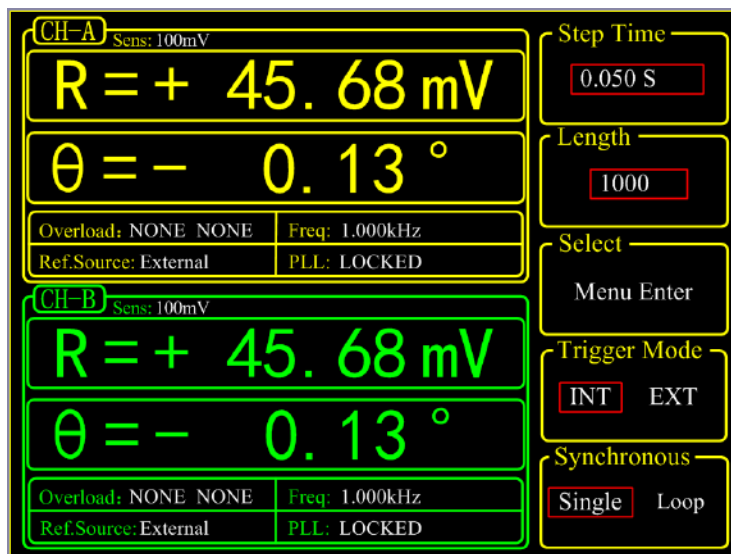 CH-A Sens: 100mV
R = + 45.68 mV
θ = - 0.13 °
Overload: NONE NONE Freq: 1.000kHz
Ref.Source: External PLL: LOCKED
CH-B Sens: 100mV
R = + 45.68 mV
θ = - 0.13 °
Overload: NONE NONE Freq: 1.000kHz
Ref.Source: External PLL: LOCKED
Step Time
0.050 S
Length
1000
Select
Menu Enter
Trigger Mode
INT EXT
Synchronous
Single Loop